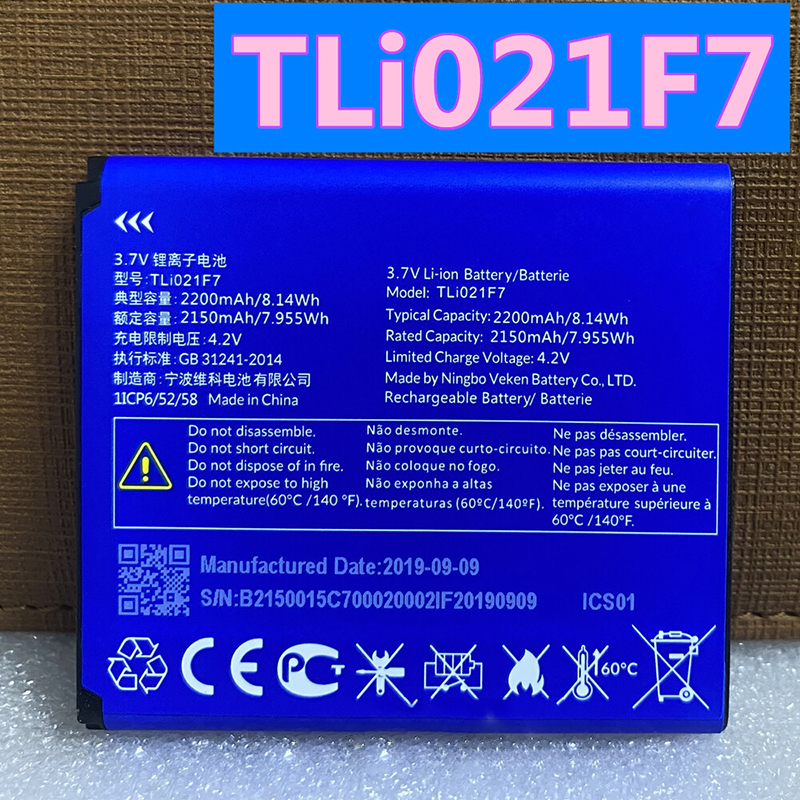 TLi021F7
3.7V 锂离子电池
型号:TLi021F7
典型容量:2200mAh/8.14Wh
额定容量:2150mAh/7.955Wh
充电限制电压:4.2V
执行标准:GB 31241-2014
制造商:宁波维科电池有限公司
1ICP6/52/58 Made in China
3.7V Li-ion Battery/Batterie
Model: TLi021F7
Typical Capacity: 2200mAh/8.14Wh
Rated Capacity: 2150mAh/7.955Wh
Limited Charge Voltage: 4.2V
Made by Ningbo Veken Battery Co., LTD.
Rechargeable Battery/ Batterie
Do not disassemble.
Do not short circuit.
Do not dispose of in fire.
Do not expose to high
temperature(60°C /140 °F).
Não desmonte.
Não provoque curto-circuito.
Não coloque no fogo.
Não exponha a altas
temperaturas (60ºC/140ºF).
Ne pas désassembler.
Ne pas court-circuiter.
Ne pas jeter au feu.
Ne pas exposer à une
température supérieure à
60°C /140°F.
Manufactured Date:2019-09-09
S/N:B2150015C700020002IF20190909 ICS01
CE PCT 60°C